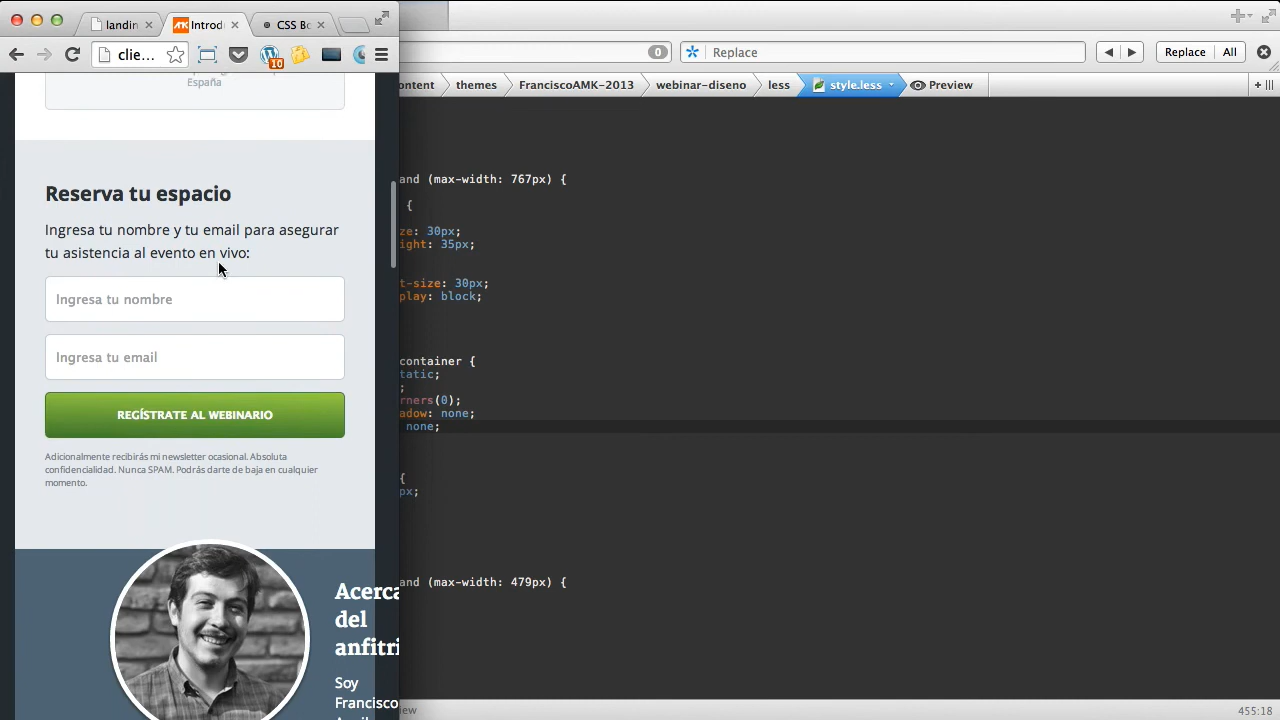 landin
Introd
CSS Bo
clie...
10
0
Replace
Replace
All
ontent
themes
FranciscoAMK-2013
webinar-diseno
less
style.less
Preview
España
Reserva tu espacio
Ingresa tu nombre y tu email para asegurar
tu asistencia al evento en vivo:
Ingresa tu nombre
Ingresa tu email
REGÍSTRATE AL WEBINARIO
Adicionalmente recibirás mi newsletter ocasional. Absoluta
confidencialidad. Nunca SPAM. Podrás darte de baja en cualquier
momento.
Acerca
del
anfitri
Soy
Francisco
and (max-width: 767px) {
{
ze: 30px;
ight: 35px;
t-size: 30px;
play: block;
container {
tatic;
;
rners(0);
adow: none;
none;
{
px;
and (max-width: 479px) {
ew
455:18